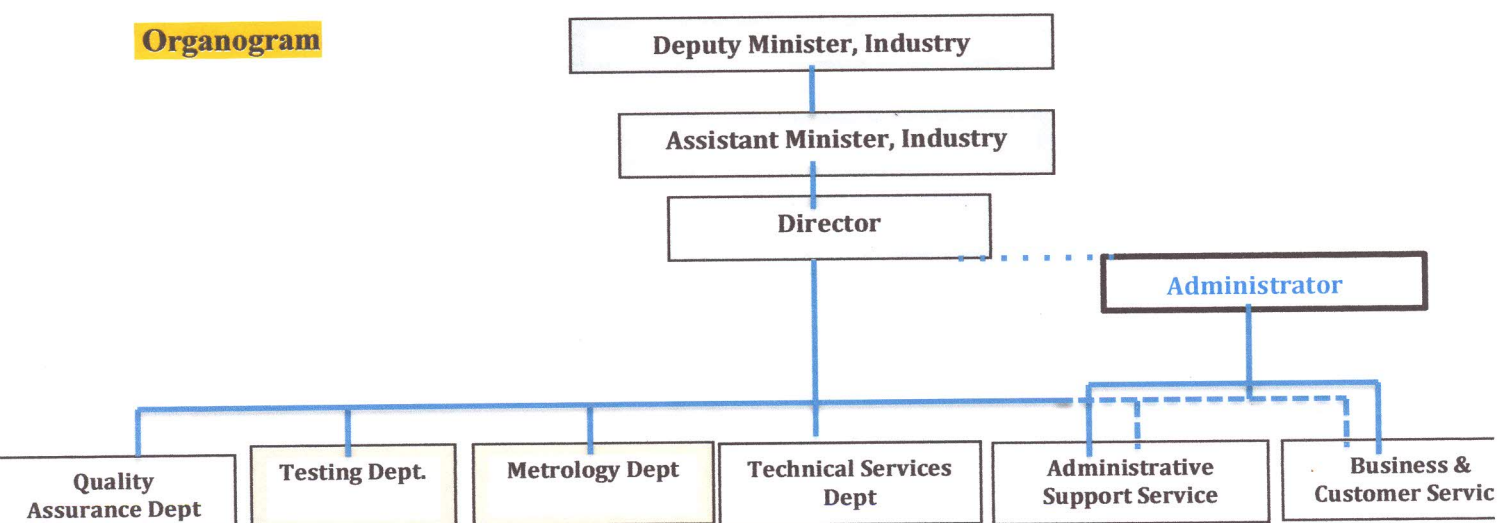 Organogram
Deputy Minister, Industry
Assistant Minister, Industry
Director
Administrator
Quality
Assurance Dept
Testing Dept.
Metrology Dept
Technical Services
Dept
Administrative
Support Service
Business &
Customer Servic